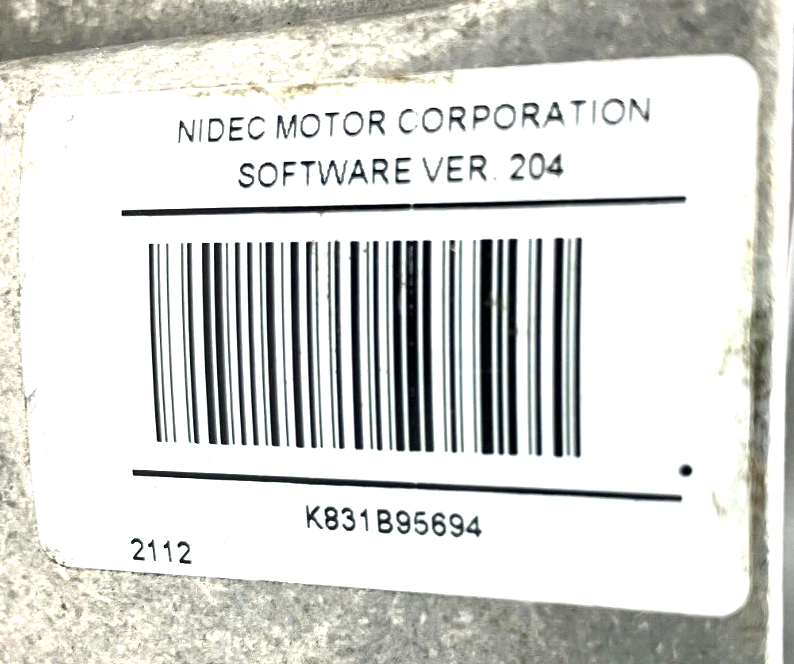 NIDEC MOTOR CORPORATION
SOFTWARE VER. 204
K831B95694
2112